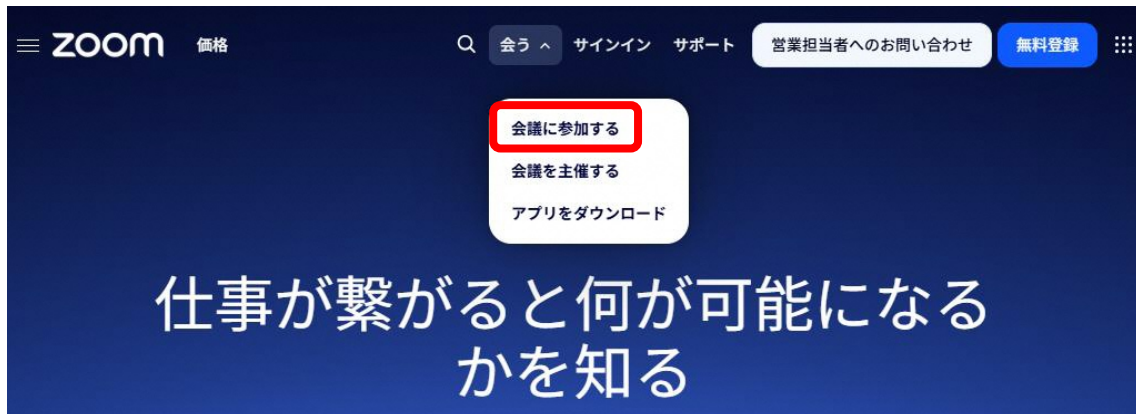 zoom 価格 会う サインイン サポート 営業担当者へのお問い合わせ 無料登録
会議に参加する
会議を主催する
アプリをダウンロード
仕事が繋がると何が可能になる
かを知る